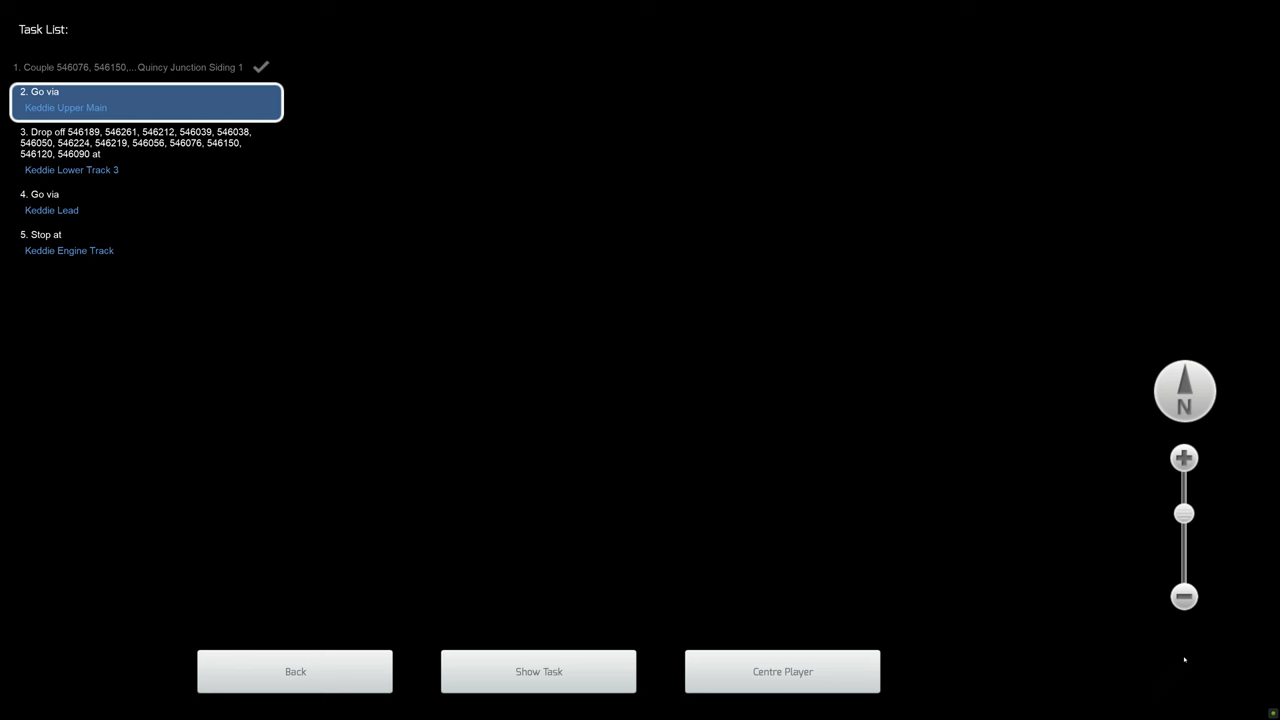 Task List:
1. Couple 546076, 546150,...Quincy Junction Siding 1
2. Go via
Keddie Upper Main
3. Drop off 546189, 546261, 546212, 546039, 546038,
546050, 546224, 546219, 546056, 546076, 546150,
546120, 546090 at
Keddie Lower Track 3
4. Go via
Keddie Lead
5. Stop at
Keddie Engine Track
N
Back
Show Task
Centre Player